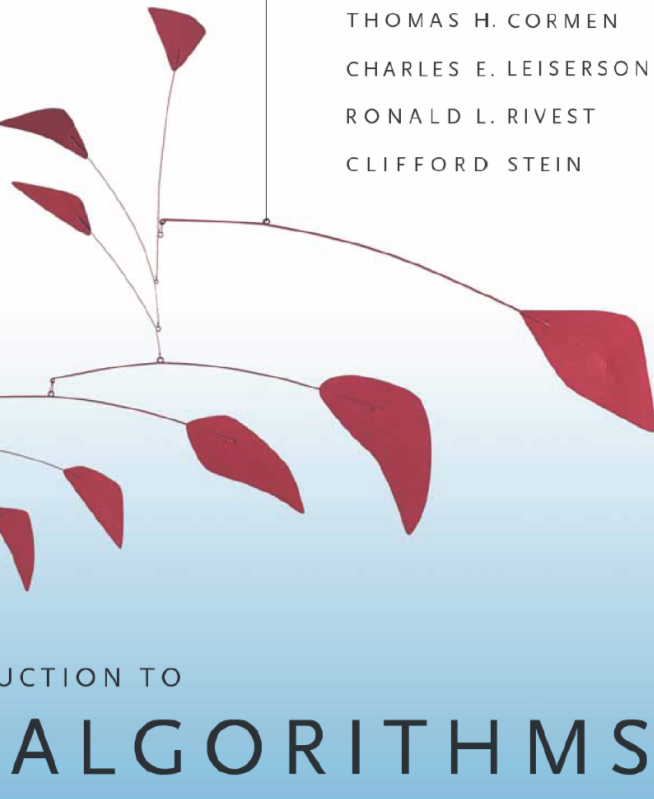 THOMAS H. CORMEN
CHARLES E. LEISERSON
RONALD L. RIVEST
CLIFFORD STEIN
UCTION TO
ALGORITHMS